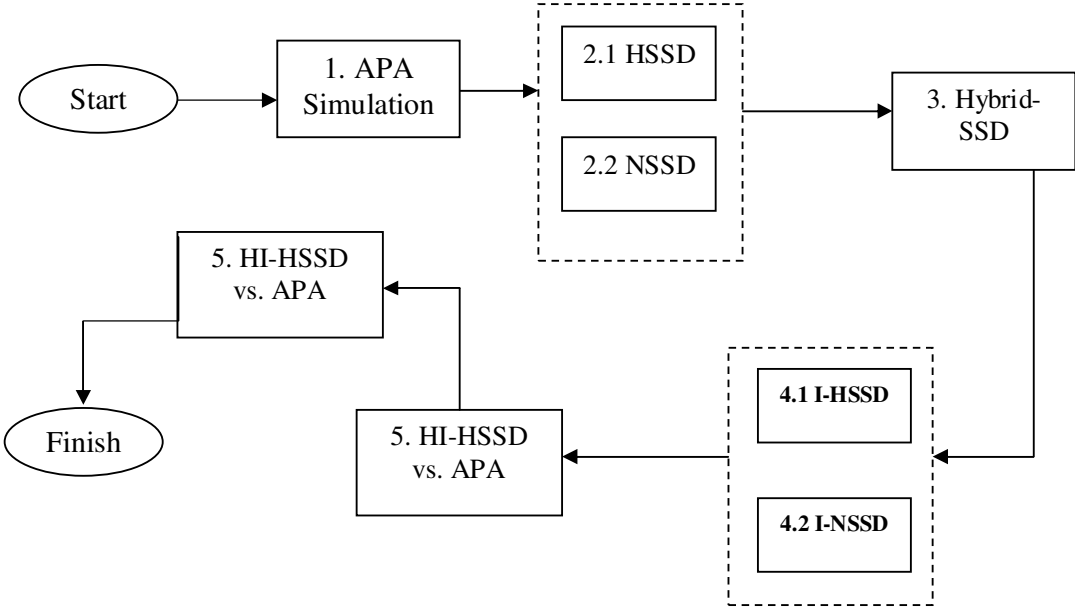 Start
1. APA
Simulation
2.1 HSSD
2.2 NSSD
3. Hybrid-
SSD
4.1 I-HSSD
4.2 I-NSSD
5. HI-HSSD
vs. APA
5. HI-HSSD
vs. APA
Finish